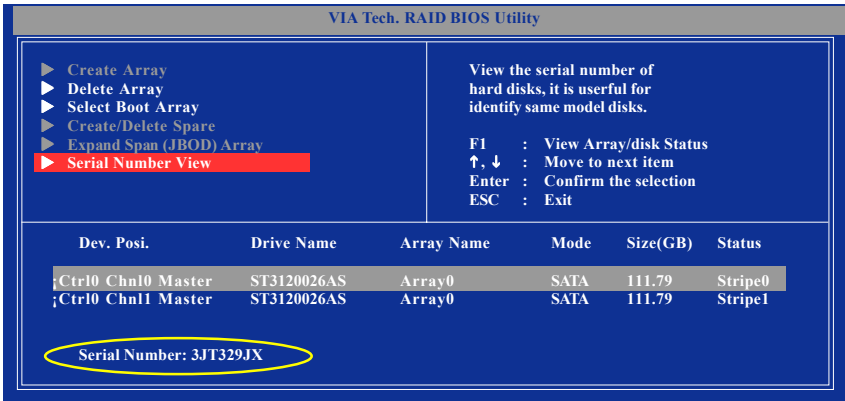 VIA Tech. RAID BIOS Utility
Create Array
Delete Array
Select Boot Array
Create/Delete Spare
Expand Span (JBOD) Array
Serial Number View
View the serial number of
hard disks, it is userful for
identify same model disks.
F1 : View Array/disk Status
↑, ↓ : Move to next item
Enter : Confirm the selection
ESC : Exit
Dev. Posi. Drive Name Array Name Mode Size(GB) Status
¡Ctrl0 Chnl0 Master ST3120026AS Array0 SATA 111.79 Stripe0
¡Ctrl0 Chnl1 Master ST3120026AS Array0 SATA 111.79 Stripe1
Serial Number: 3JT329JX